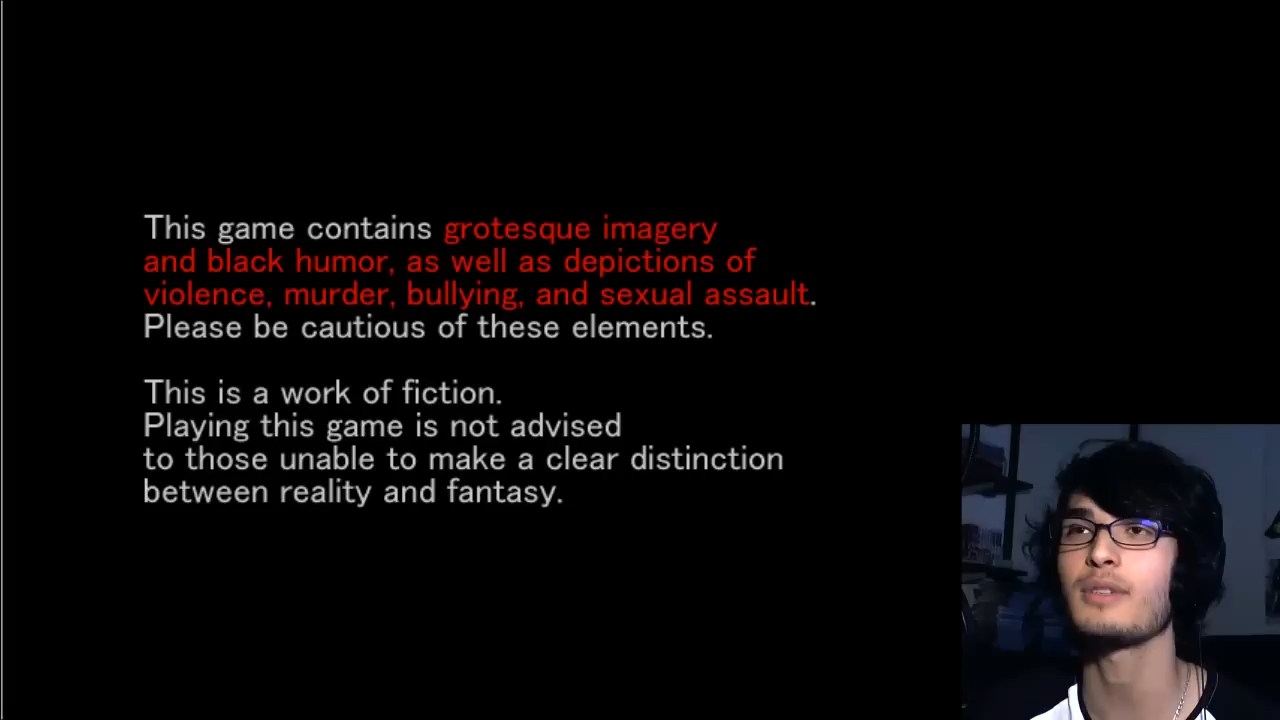 This game contains grotesque imagery
and black humor, as well as depictions of
violence, murder, bullying, and sexual assault.
Please be cautious of these elements.
This is a work of fiction.
Playing this game is not advised
to those unable to make a clear distinction
between reality and fantasy.